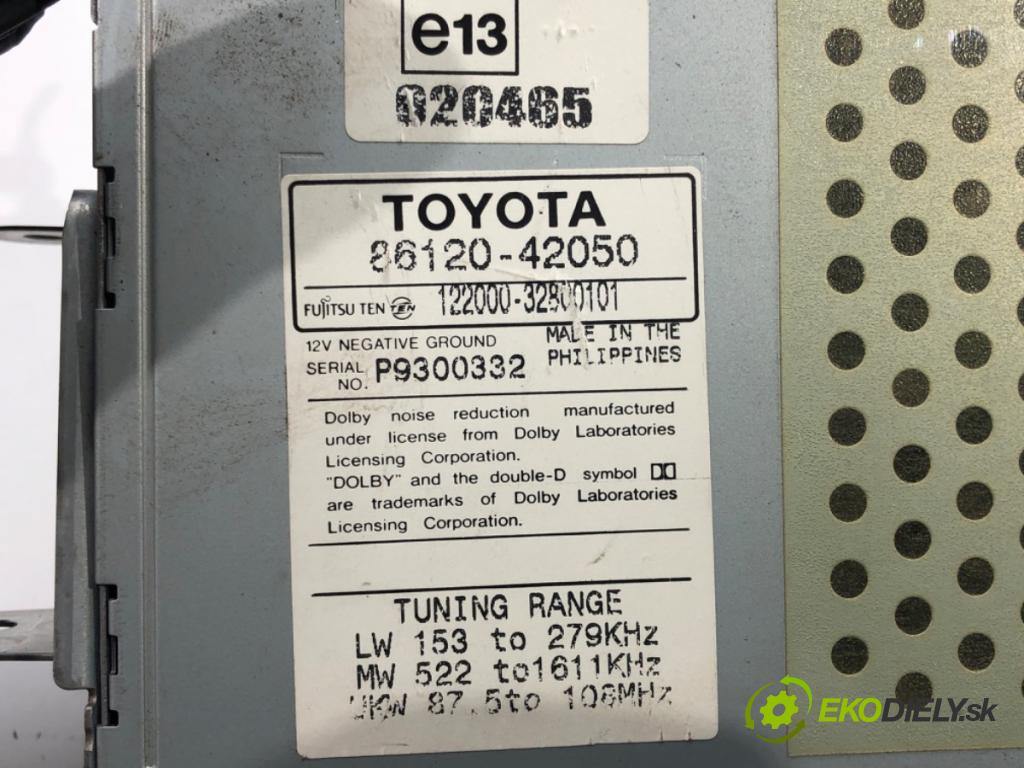 e13
020465
TOYOTA
86120-42050
FUJITSU TEN TEN 122000-32800101
12V NEGATIVE GROUND
MADE IN THE
PHILIPPINES
SERIAL
NO. P9300332
Dolby noise reduction manufactured
under license from Dolby Laboratories
Licensing Corporation.
"DOLBY" and the double-D symbol
are trademarks of Dolby Laboratories
Licensing Corporation.
TUNING RANGE
LW 153 to 279KHz
MW 522 to1611KHz
UKW 87.5to 108MHz
EKODIELY.sk